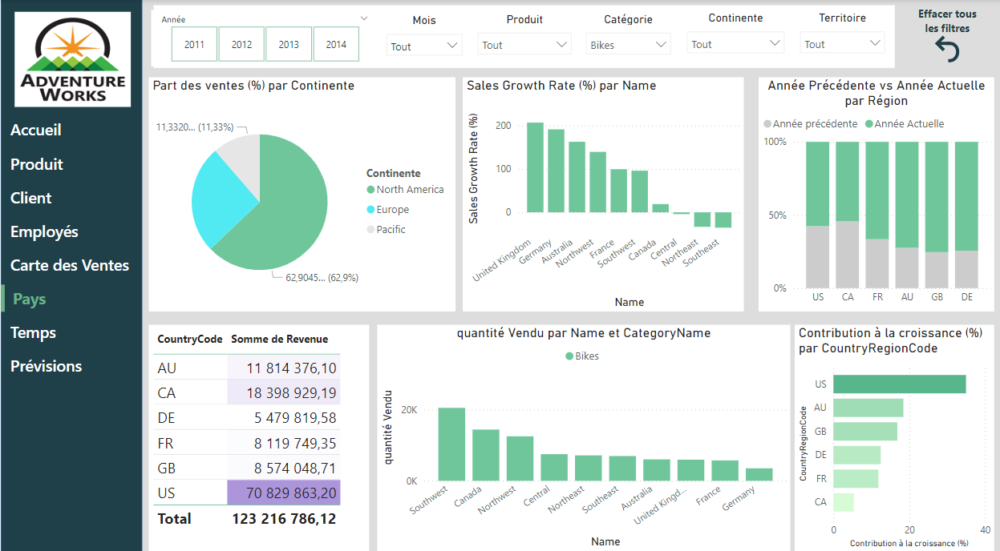 ADVENTURE
WORKS
Accueil
Produit
Client
Employés
Carte des Ventes
Pays
Temps
Prévisions
Année
2011 2012 2013 2014
Mois
Tout
Produit
Tout
Catégorie
Bikes
Continente
Tout
Territoire
Tout
Effacer tous
les filtres
Part des ventes (%) par Continente
11,3320... (11,33%)
62,9045... (62,9%)
Continente
North America
Europe
Pacific
Sales Growth Rate (%) par Name
Sales Growth Rate (%)
200
100
0
United Kingdom
Germany
Australia
Northwest
France
Southwest
Canada
Central
Northeast
Southeast
Name
Année Précédente vs Année Actuelle
par Région
Année précédente Année Actuelle
100%
50%
0%
US CA FR AU GB DE
CountryCode Somme de Revenue
AU 11 814 376,10
CA 18 398 929,19
DE 5 479 819,58
FR 8 119 749,35
GB 8 574 048,71
US 70 829 863,20
Total 123 216 786,12
quantité Vendu par Name et CategoryName
Bikes
quantité Vendu
20K
0K
Southwest
Canada
Northwest
Central
Northeast
Southeast
Australia
United Kingd...
France
Germany
Name
Contribution à la croissance (%)
par CountryRegionCode
CountryRegionCode
US
AU
GB
DE
FR
CA
0 20 40
Contribution à la croissance (%)